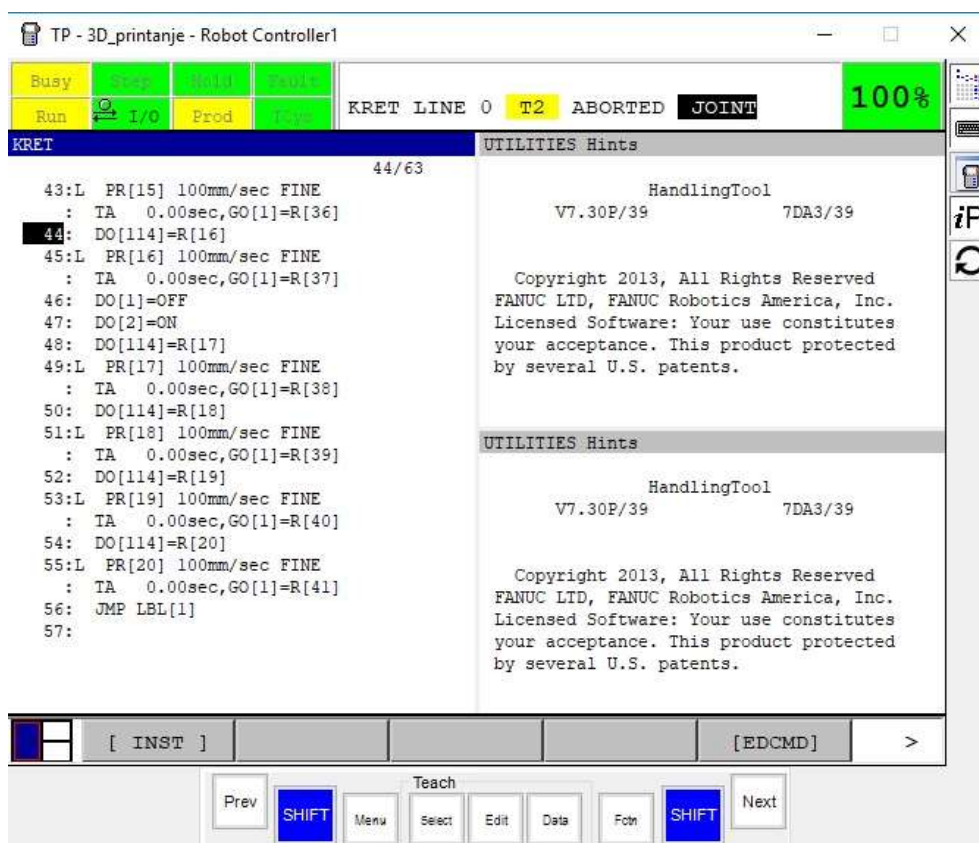 TP - 3D_printanje - Robot Controller1
Busy Step Hold Fault
Run I/O Prod TCyc
KRET LINE 0 T2 ABORTED JOINT
100%
KRET
44/63
43:L PR[15] 100mm/sec FINE
: TA 0.00sec,GO[1]=R[36]
44: DO[114]=R[16]
45:L PR[16] 100mm/sec FINE
: TA 0.00sec,GO[1]=R[37]
46: DO[1]=OFF
47: DO[2]=ON
48: DO[114]=R[17]
49:L PR[17] 100mm/sec FINE
: TA 0.00sec,GO[1]=R[38]
50: DO[114]=R[18]
51:L PR[18] 100mm/sec FINE
: TA 0.00sec,GO[1]=R[39]
52: DO[114]=R[19]
53:L PR[19] 100mm/sec FINE
: TA 0.00sec,GO[1]=R[40]
54: DO[114]=R[20]
55:L PR[20] 100mm/sec FINE
: TA 0.00sec,GO[1]=R[41]
56: JMP LBL[1]
57:
UTILITIES Hints
HandlingTool
V7.30P/39 7DA3/39
Copyright 2013, All Rights Reserved
FANUC LTD, FANUC Robotics America, Inc.
Licensed Software: Your use constitutes
your acceptance. This product protected
by several U.S. patents.
UTILITIES Hints
HandlingTool
V7.30P/39 7DA3/39
Copyright 2013, All Rights Reserved
FANUC LTD, FANUC Robotics America, Inc.
Licensed Software: Your use constitutes
your acceptance. This product protected
by several U.S. patents.
[ INST ] [EDCMD] >
Teach
Prev SHIFT Menu Select Edit Data Fctn SHIFT Next
iP